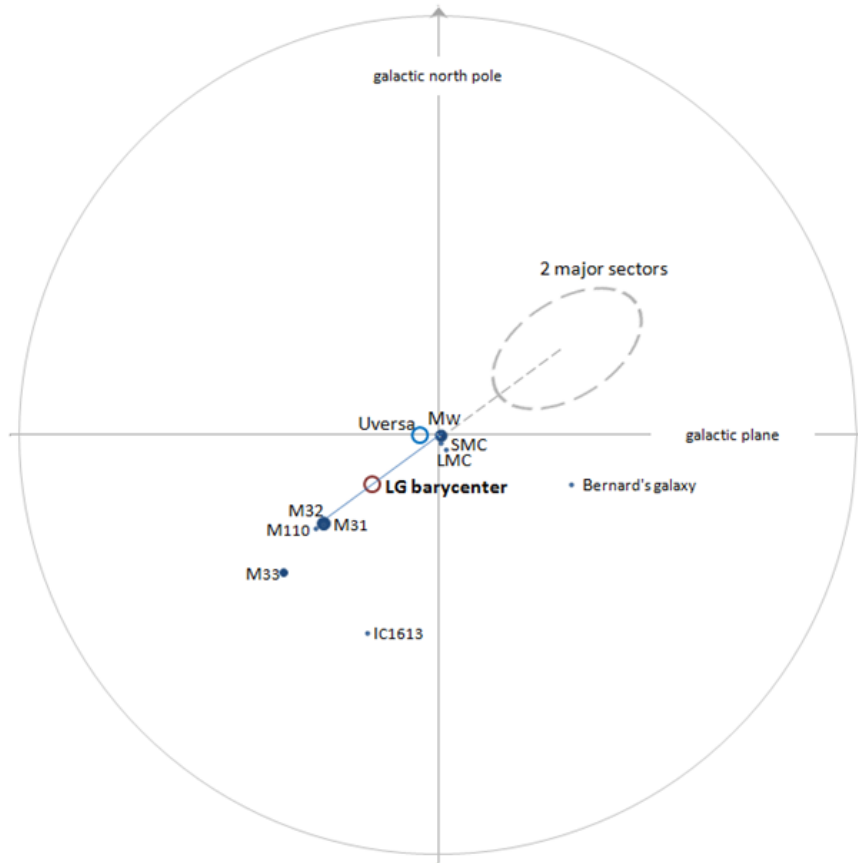 galactic north pole
2 major sectors
Uversa
MW
galactic plane
SMC
LMC
LG barycenter
Bernard's galaxy
M32
M110
M31
M33
IC1613